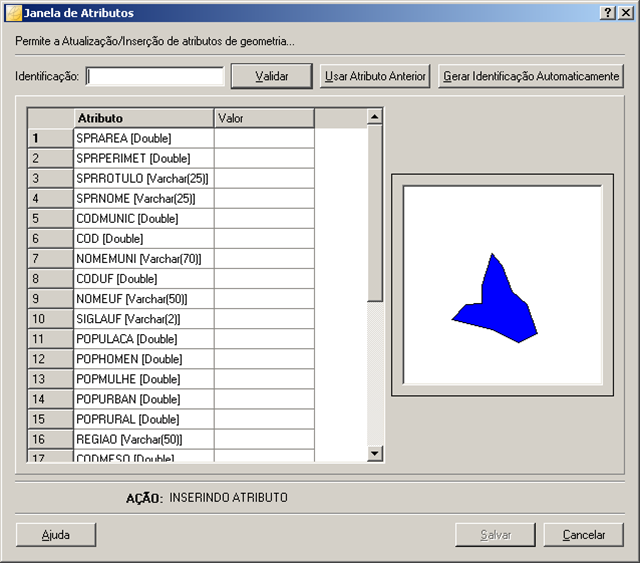 Janela de Atributos
Permite a Atualização/Inserção de atributos de geometria...
Identificação: Validar Usar Atributo Anterior Gerar Identificação Automaticamente
Atributo Valor
1 SPRAREA [Double]
2 SPRPERIMET [Double]
3 SPRROTULO [Varchar(25)]
4 SPRNOME [Varchar(25)]
5 CODMUNIC [Double]
6 COD [Double]
7 NOMEMUNI [Varchar(70)]
8 CODUF [Double]
9 NOMEUF [Varchar(50)]
10 SIGLAUF [Varchar(2)]
11 POPULACA [Double]
12 POPHOMEN [Double]
13 POPMULHE [Double]
14 POPURBAN [Double]
15 POPRURAL [Double]
16 REGIAO [Varchar(50)]
17 CODMESO [Double]
AÇÃO: INSERINDO ATRIBUTO
Ajuda Salvar Cancelar